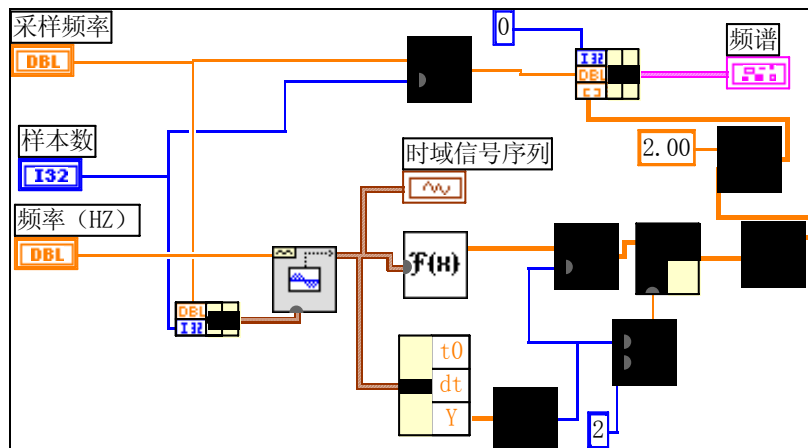 采样频率
DBL
0
I32
DBL
频谱
样本数
I32
时域信号序列
2.00
频率（HZ）
DBL
F(x)
DBL
I32
t0
dt
Y
2